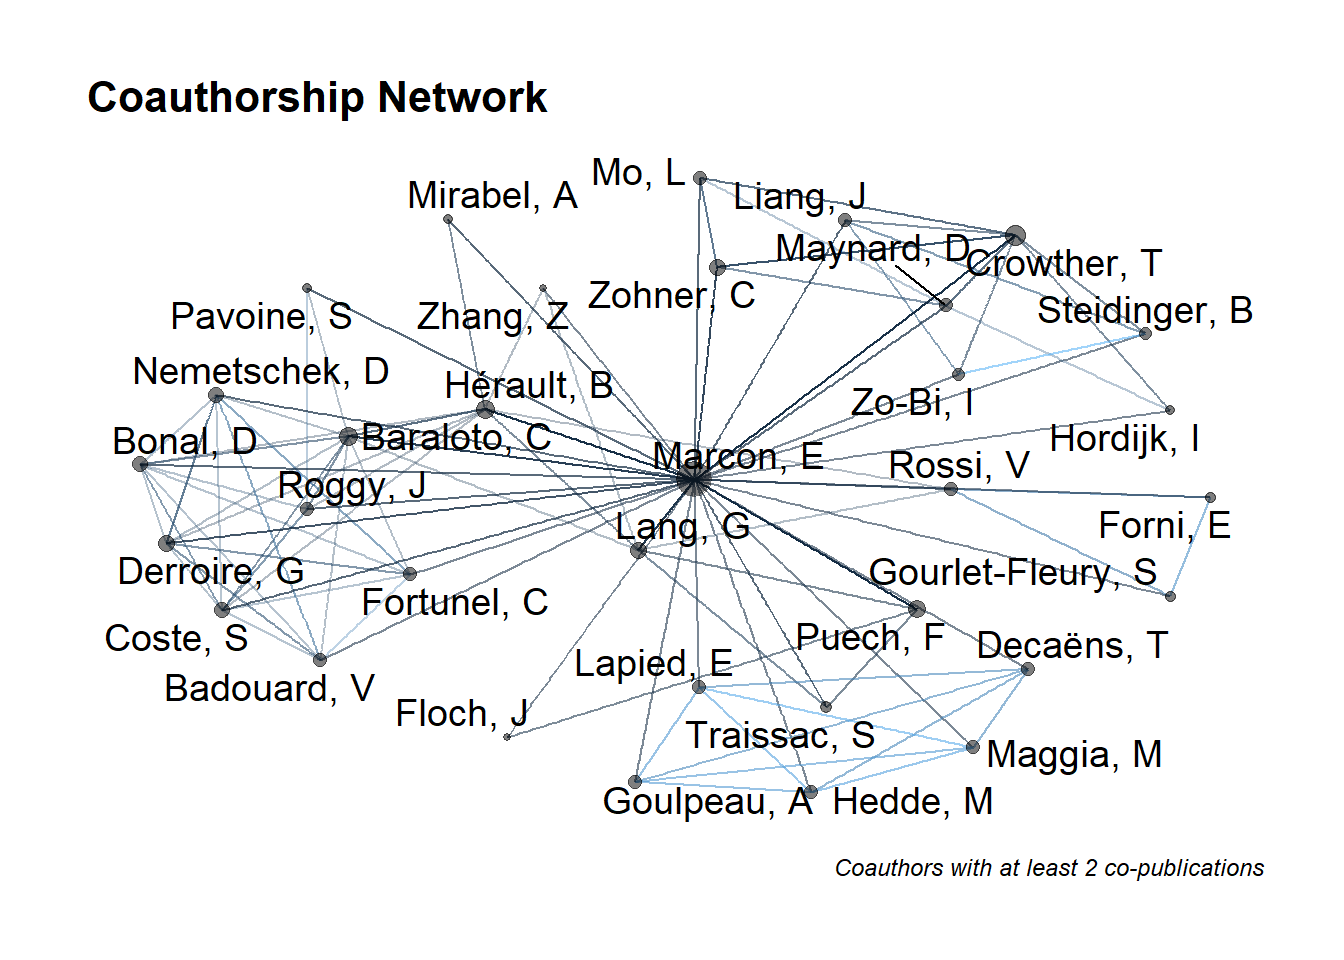 Coauthorship Network
Mo, L
Mirabel, A
Liang, J
Maynard, D
Crowther, T
Zohner, C
Steidinger, B
Pavoine, S
Zhang, Z
Nemetschek, D
Hérault, B
Zo-Bi, I
Bonal, D
Baraloto, C
Hordijk, I
Marcon, E
Rossi, V
Roggy, J
Lang, G
Forni, E
Derroire, G
Gourlet-Fleury, S
Fortunel, C
Coste, S
Puech, F
Decaëns, T
Lapied, E
Badouard, V
Floch, J
Traissac, S
Maggia, M
Goulpeau, A
Hedde, M
Coauthors with at least 2 co-publications